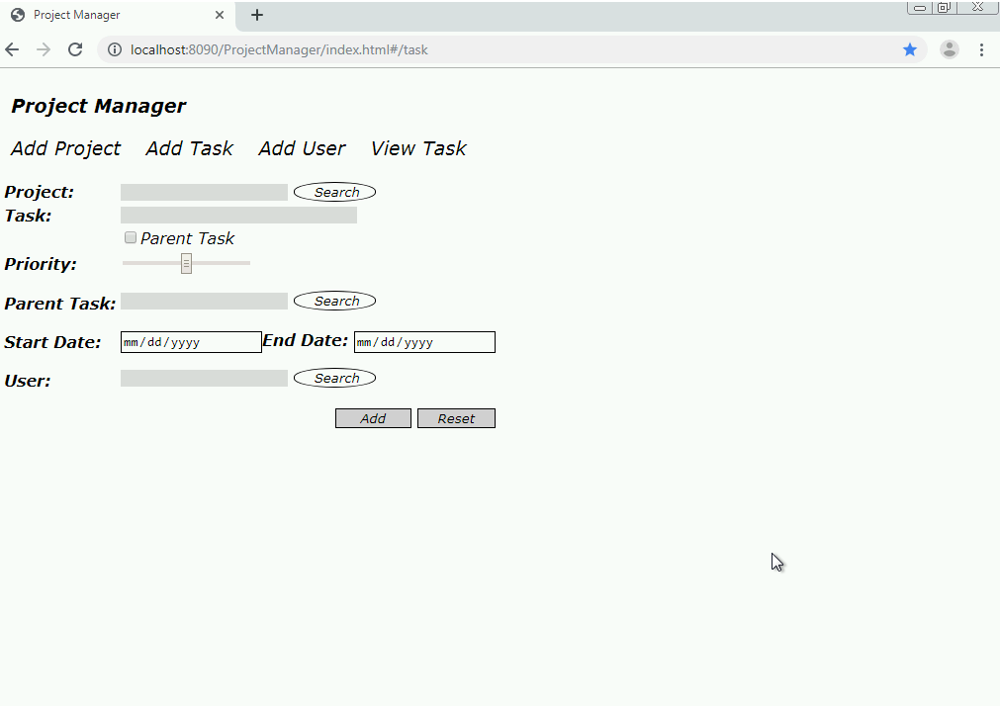 Project Manager
localhost:8090/ProjectManager/index.html#/task
Project Manager
Add Project Add Task Add User View Task
Project: Search
Task:
Parent Task
Priority:
Parent Task: Search
Start Date: mm/dd/yyyy End Date: mm/dd/yyyy
User: Search
Add Reset